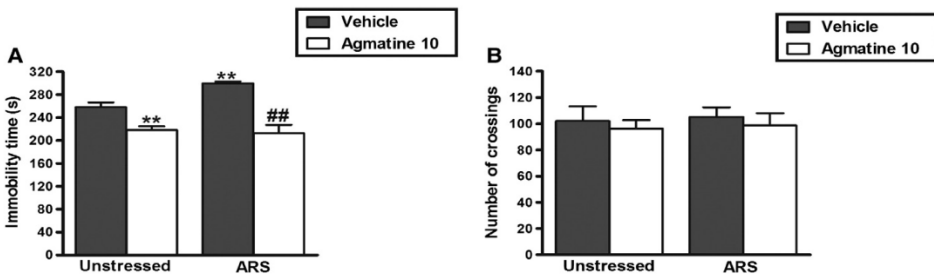 Vehicle
Agmatine 10
A
Immobility time (s)
320
280
240
200
160
120
80
40
0
**
**
##
Unstressed
ARS
Vehicle
Agmatine 10
B
Number of crossings
140
120
100
80
60
40
20
0
Unstressed
ARS